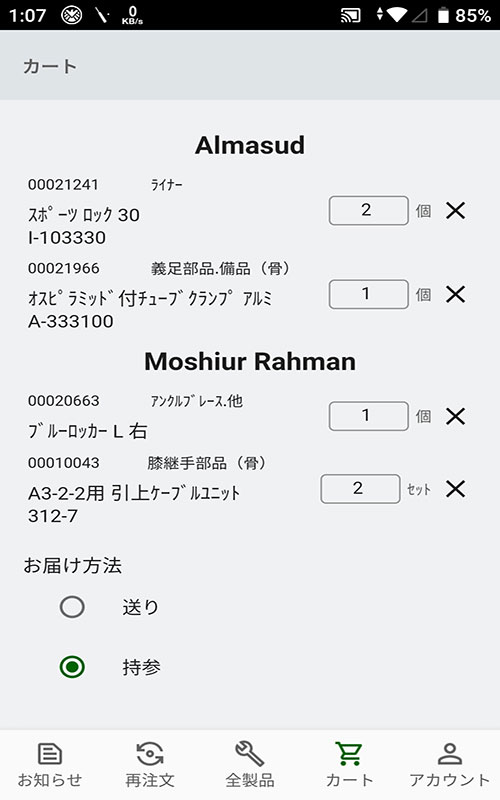 1:07 0 KB/s 85%
カート
Almasud
00021241 ﾗｲﾅｰ
ｽﾎﾟｰﾂ ﾛｯｸ 30
I-103330
2 個
00021966 義足部品.備品（骨）
ｵｽﾋﾟﾗﾐｯﾄﾞ付ﾁｭｰﾌﾞｸﾗﾝﾌﾟ ｱﾙﾐ
A-333100
1 個
Moshiur Rahman
00020663 ｱﾝｸﾙﾌﾞﾚｰｽ.他
ﾌﾞﾙｰﾛｯｶｰ L 右
1 個
00010043 膝継手部品（骨）
A3-2-2用 引上ｹｰﾌﾞﾙﾕﾆｯﾄ
312-7
2 ｾｯﾄ
お届け方法
送り
持参
お知らせ 再注文 全製品 カート アカウント